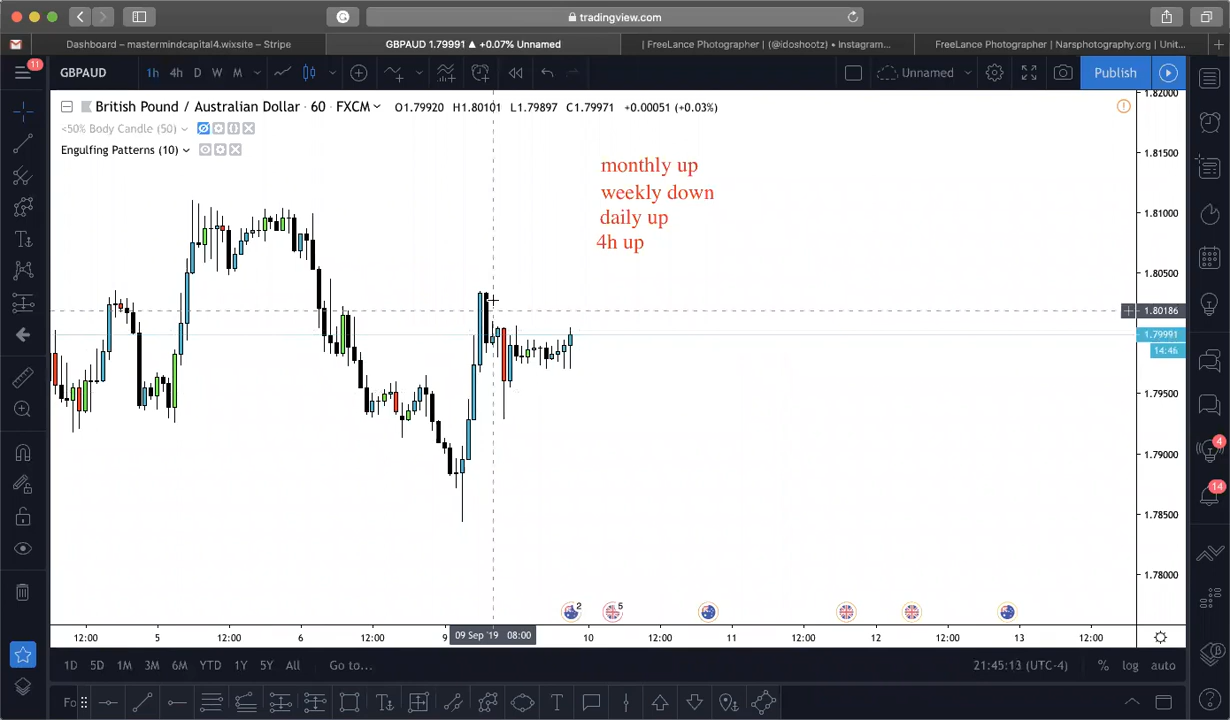 tradingview.com
Dashboard – mastermindcapital4.wixsite – Stripe
GBPAUD 1.79991 ▲ +0.07% Unnamed
| FreeLance Photographer | (@idoshootz) • Instagram...
FreeLance Photographer | Narsphotography.org | Unit...
11
GBPAUD 1h 4h D W M Unnamed Publish
British Pound / Australian Dollar · 60 · FXCM O1.79920 H1.80101 L1.79897 C1.79971 +0.00051 (+0.03%)
<50% Body Candle (50)
Engulfing Patterns (10)
monthly up
weekly down
daily up
4h up
1.82000
1.81500
1.81000
1.80500
1.80186
1.79991
14:46
1.79500
1.79000
1.78500
1.78000
4
14
2
5
12:00 5 12:00 6 12:00 9 09 Sep '19 08:00 10 12:00 11 12:00 12 12:00 13 12:00
1D 5D 1M 3M 6M YTD 1Y 5Y All Go to... 21:45:13 (UTC-4) % log auto
Fo